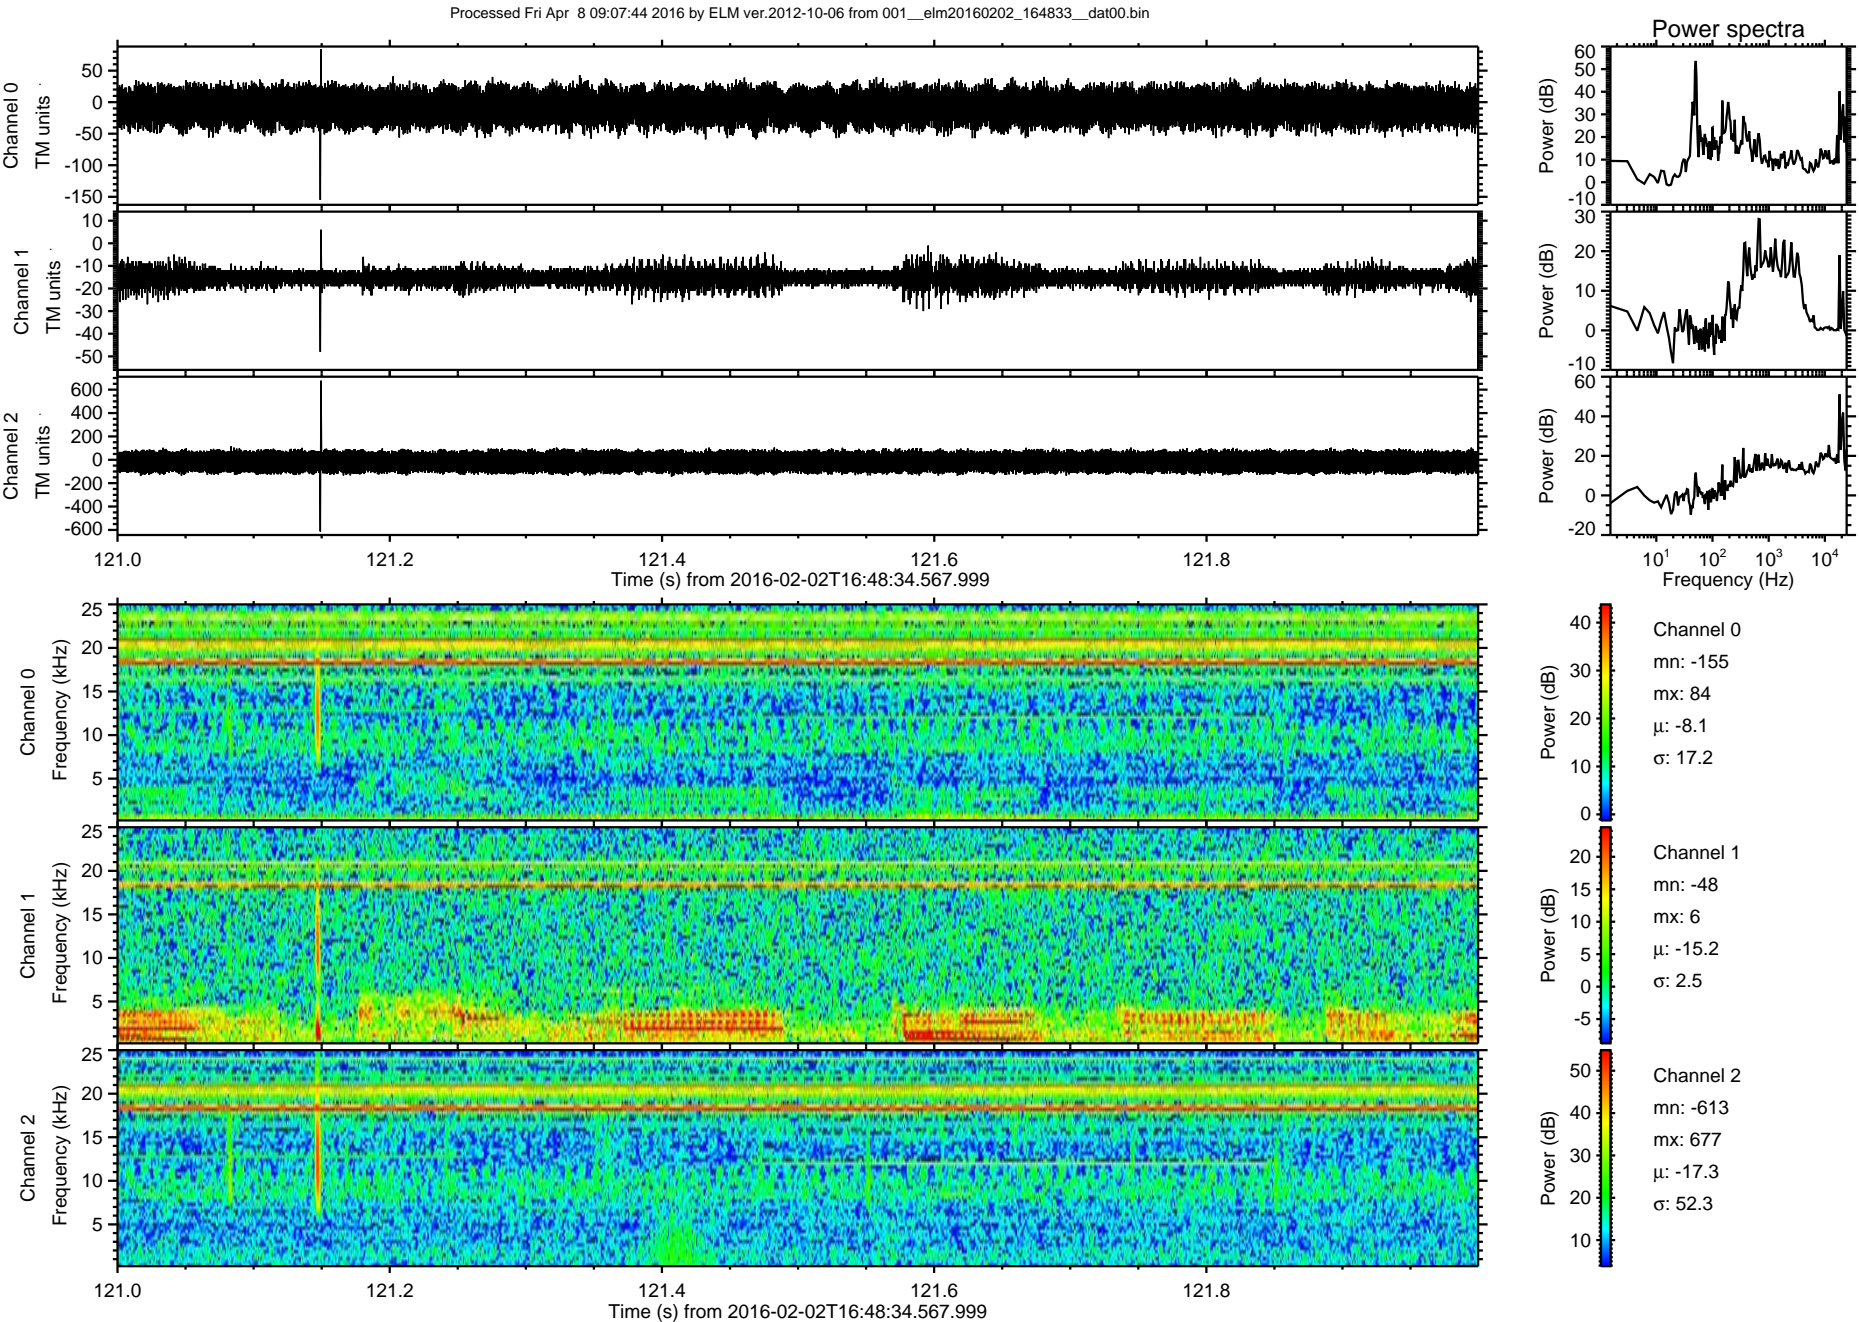 Processed Fri Apr  8 09:07:44 2016 by ELM ver.2012-10-06 from 001__elm20160202_164833__dat00.bin
Power spectra
Channel 0
TM units
50
0
-50
-100
-150
Power (dB)
60
50
40
30
20
10
0
-10
Channel 1
TM units
10
0
-10
-20
-30
-40
-50
Power (dB)
30
20
10
0
-10
Channel 2
TM units
600
400
200
0
-200
-400
-600
Power (dB)
60
40
20
0
-20
121.0 121.2 121.4 121.6 121.8
Time (s) from 2016-02-02T16:48:34.567.999
10^1 10^2 10^3 10^4
Frequency (Hz)
Channel 0
Frequency (kHz)
25
20
15
10
5
Power (dB)
40
30
20
10
0
Channel 0
mn: -155
mx: 84
μ: -8.1
σ: 17.2
Channel 1
Frequency (kHz)
25
20
15
10
5
Power (dB)
20
15
10
5
0
-5
Channel 1
mn: -48
mx: 6
μ: -15.2
σ: 2.5
Channel 2
Frequency (kHz)
25
20
15
10
5
Power (dB)
50
40
30
20
10
Channel 2
mn: -613
mx: 677
μ: -17.3
σ: 52.3
121.0 121.2 121.4 121.6 121.8
Time (s) from 2016-02-02T16:48:34.567.999